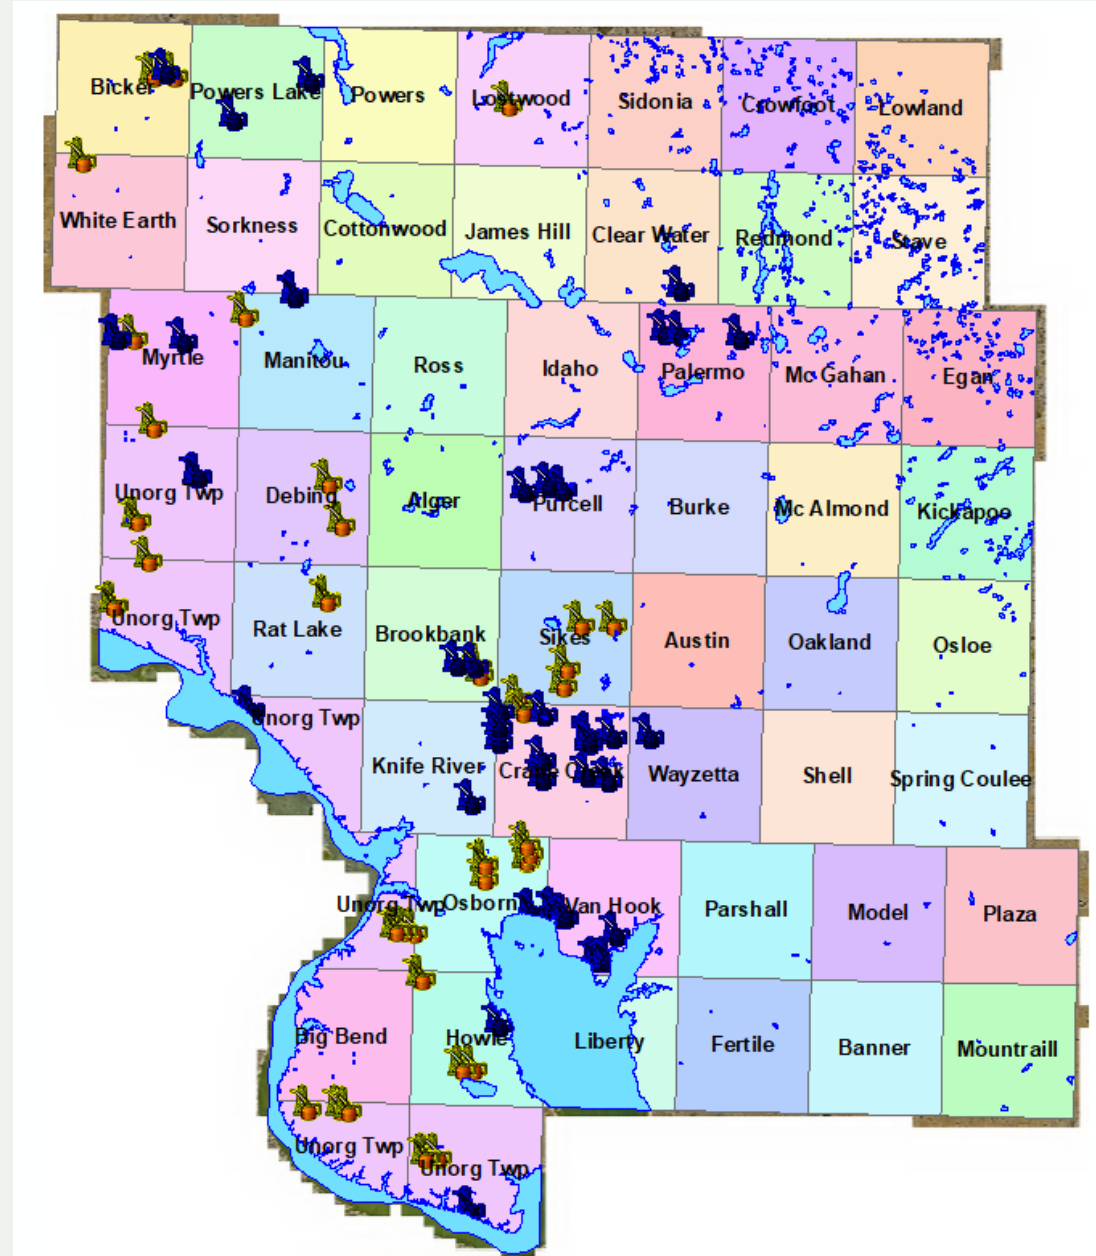 Bicker
Powers Lake
Powers
Lostwood
Sidonia
Crowfoot
Lowland
White Earth
Sorkness
Cottonwood
James Hill
Clear Water
Redmond
Stave
Myrtle
Manitou
Ross
Idaho
Palermo
Mc Gahan
Egan
Unorg Twp
Debing
Alger
Purcell
Burke
Mc Almond
Kickapoo
Unorg Twp
Rat Lake
Brookbank
Sikes
Austin
Oakland
Osloe
Unorg Twp
Knife River
Crane Creek
Wayzetta
Shell
Spring Coulee
Unorg Twp
Osborn
Van Hook
Parshall
Model
Plaza
Big Bend
Howie
Liberty
Fertile
Banner
Mountraill
Unorg Twp
Unorg Twp